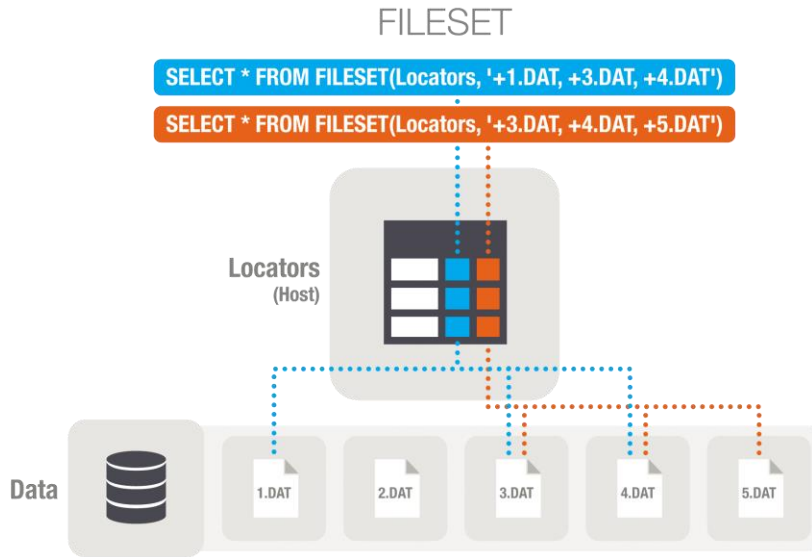 FILESET
SELECT * FROM FILESET(Locators, '+1.DAT, +3.DAT, +4.DAT')
SELECT * FROM FILESET(Locators, '+3.DAT, +4.DAT, +5.DAT')
Locators
(Host)
Data
1.DAT
2.DAT
3.DAT
4.DAT
5.DAT